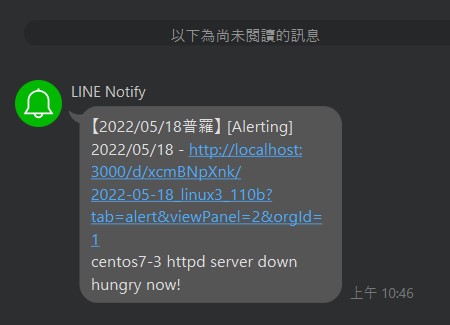 以下為尚未閱讀的訊息
LINE Notify
【2022/05/18普羅】 [Alerting]
2022/05/18 - http://localhost:
3000/d/xcmBNpXnk/
2022-05-18_linux3_110b?
tab=alert&viewPanel=2&orgId=
1
centos7-3 httpd server down
hungry now!
上午 10:46